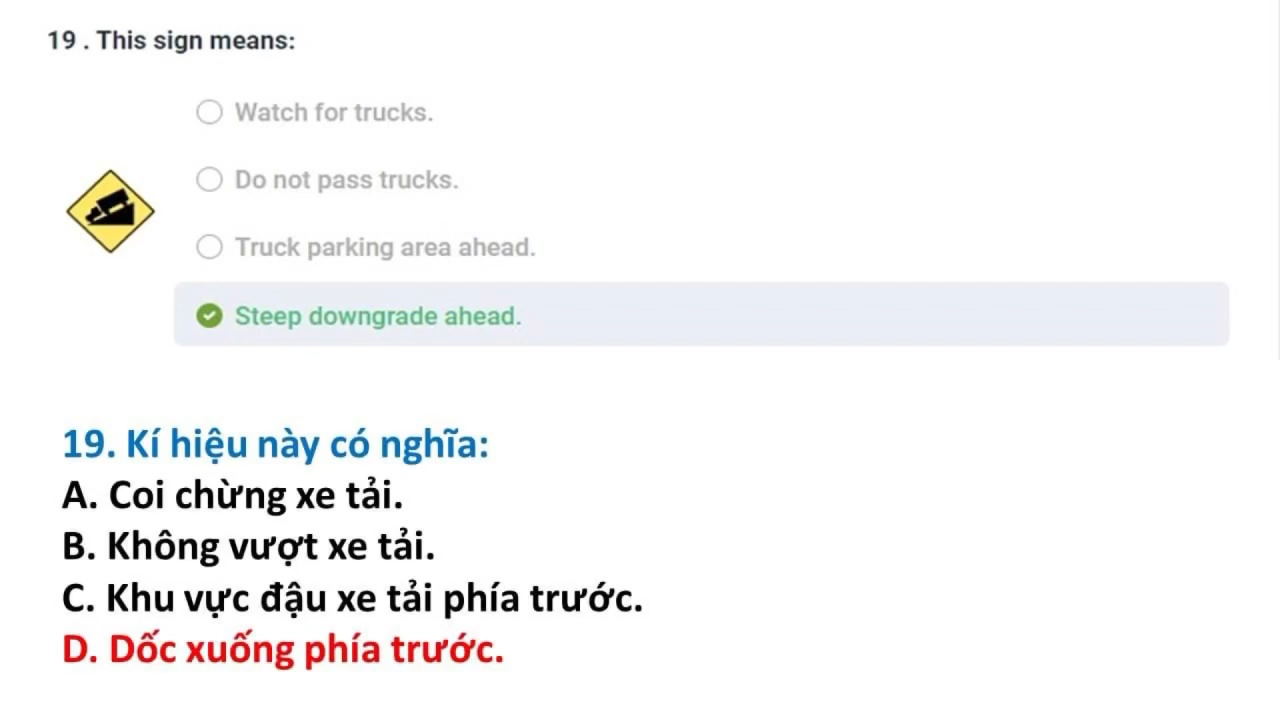 19 . This sign means:
Watch for trucks.
Do not pass trucks.
Truck parking area ahead.
Steep downgrade ahead.
19. Kí hiệu này có nghĩa:
A. Coi chừng xe tải.
B. Không vượt xe tải.
C. Khu vực đậu xe tải phía trước.
D. Dốc xuống phía trước.